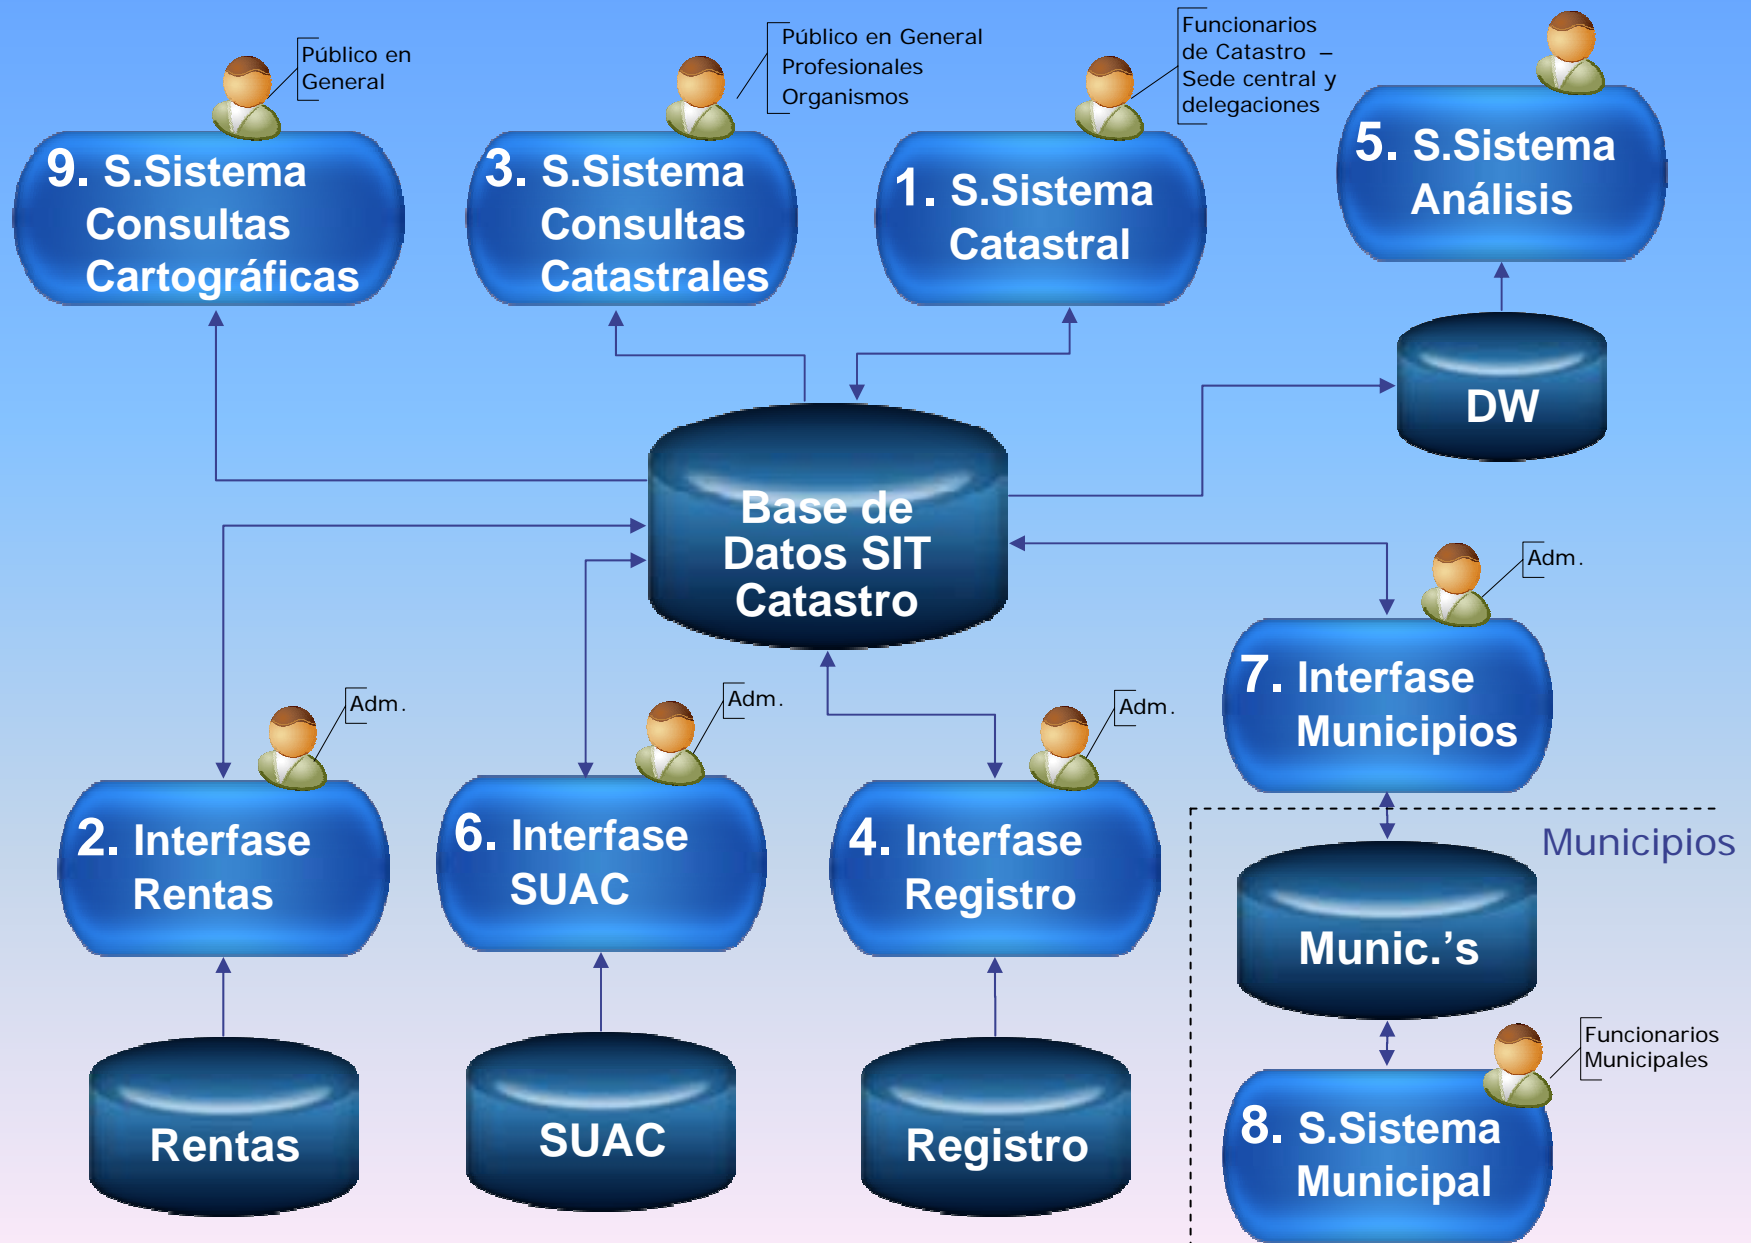 Público en
General
Público en General
Profesionales
Organismos
Funcionarios
de Catastro –
Sede central y
delegaciones
9. S.Sistema
Consultas
Cartográficas
3. S.Sistema
Consultas
Catastrales
1. S.Sistema
Catastral
5. S.Sistema
Análisis
DW
Base de
Datos SIT
Catastro
Adm.
7. Interfase
Municipios
Adm.
2. Interfase
Rentas
Adm.
6. Interfase
SUAC
Adm.
4. Interfase
Registro
Municipios
Munic.’s
Rentas
SUAC
Registro
Funcionarios
Municipales
8. S.Sistema
Municipal